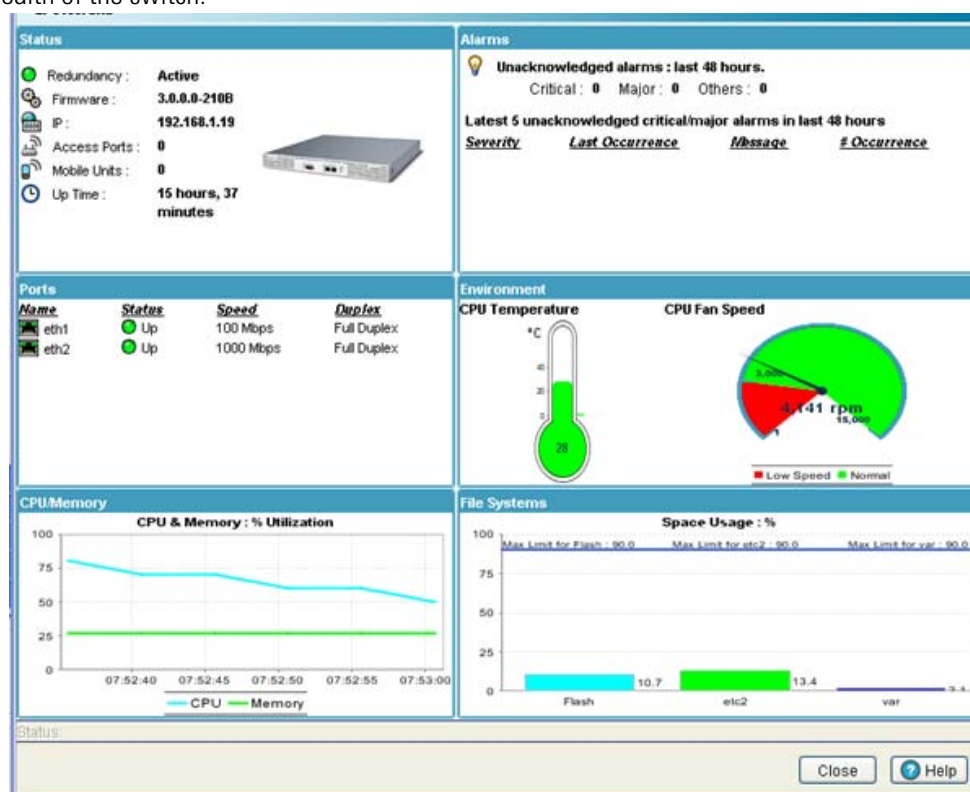 of the switch.
Status
Redundancy : Active
Firmware : 3.0.0.0-210B
IP : 192.168.1.19
Access Ports : 0
Mobile Units : 0
Up Time : 15 hours, 37
minutes
Alarms
Unacknowledged alarms : last 48 hours.
Critical : 0 Major : 0 Others : 0
Latest 5 unacknowledged critical/major alarms in last 48 hours
Severity Last Occurrence Message # Occurrence
Ports
Name Status Speed Duplex
eth1 Up 100 Mbps Full Duplex
eth2 Up 1000 Mbps Full Duplex
Environment
CPU Temperature CPU Fan Speed
°C
40
20
0
28
3,000
4,141 rpm
15,000
1
Low Speed Normal
CPU/Memory
CPU & Memory : % Utilization
100
75
50
25
0
07:52:40 07:52:45 07:52:50 07:52:55 07:53:00
CPU Memory
File Systems
Space Usage : %
100
Max Limit for Flash : 90.0 Max Limit for etc2 : 90.0 Max Limit for var : 90.0
75
50
25
0
10.7 13.4
Flash etc2 var
Status:
Close Help